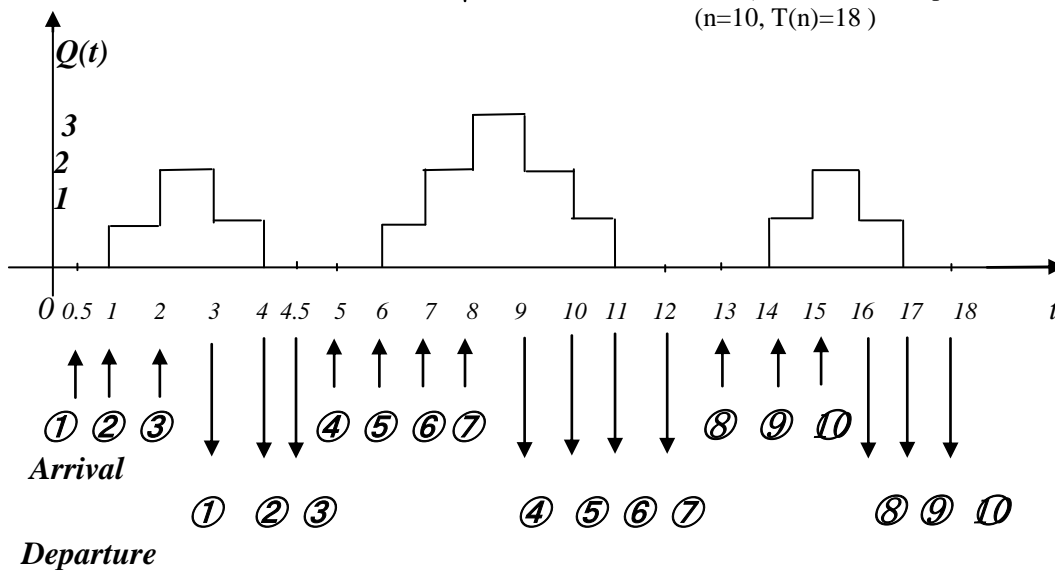 (n=10, T(n)=18 )
Q(t)
3
2
1
0 0.5 1 2 3 4 4.5 5 6 7 8 9 10 11 12 13 14 15 16 17 18 t
① ② ③ ④ ⑤ ⑥ ⑦ ⑧ ⑨ ⑩
Arrival
① ② ③ ④ ⑤ ⑥ ⑦ ⑧ ⑨ ⑩
Departure